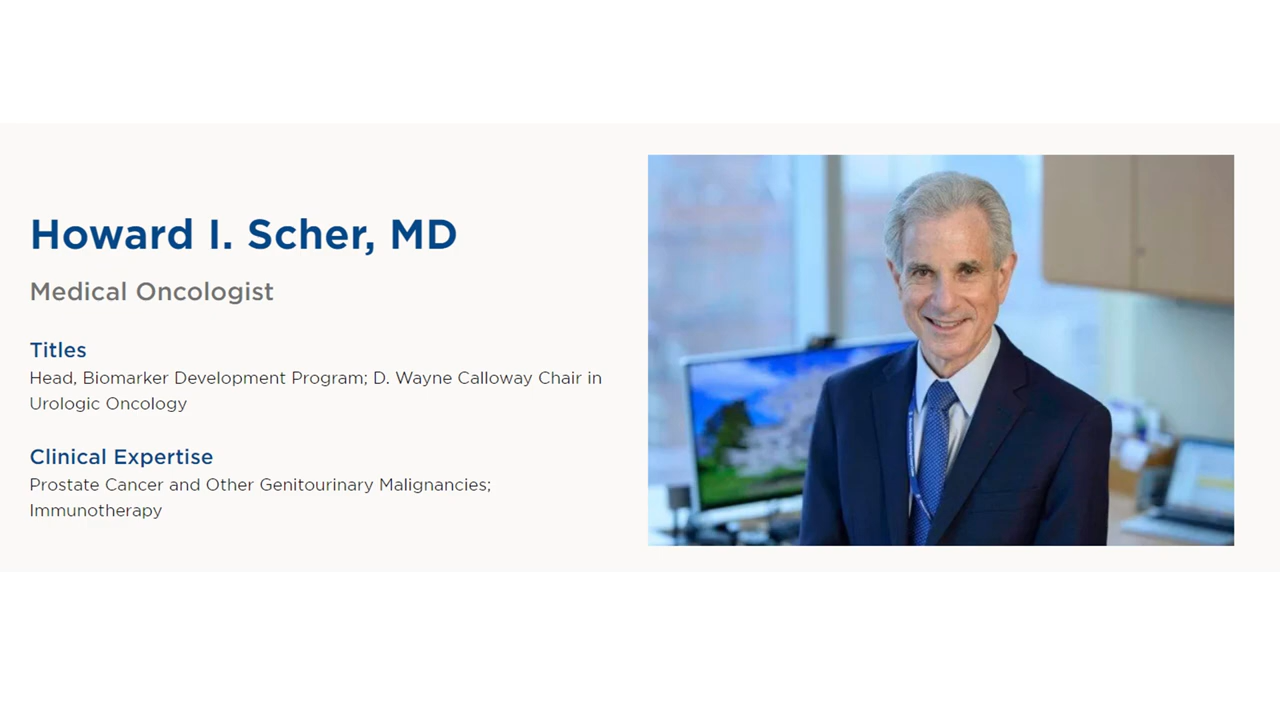 Howard I. Scher, MD
Medical Oncologist
Titles
Head, Biomarker Development Program; D. Wayne Calloway Chair in
Urologic Oncology
Clinical Expertise
Prostate Cancer and Other Genitourinary Malignancies;
Immunotherapy